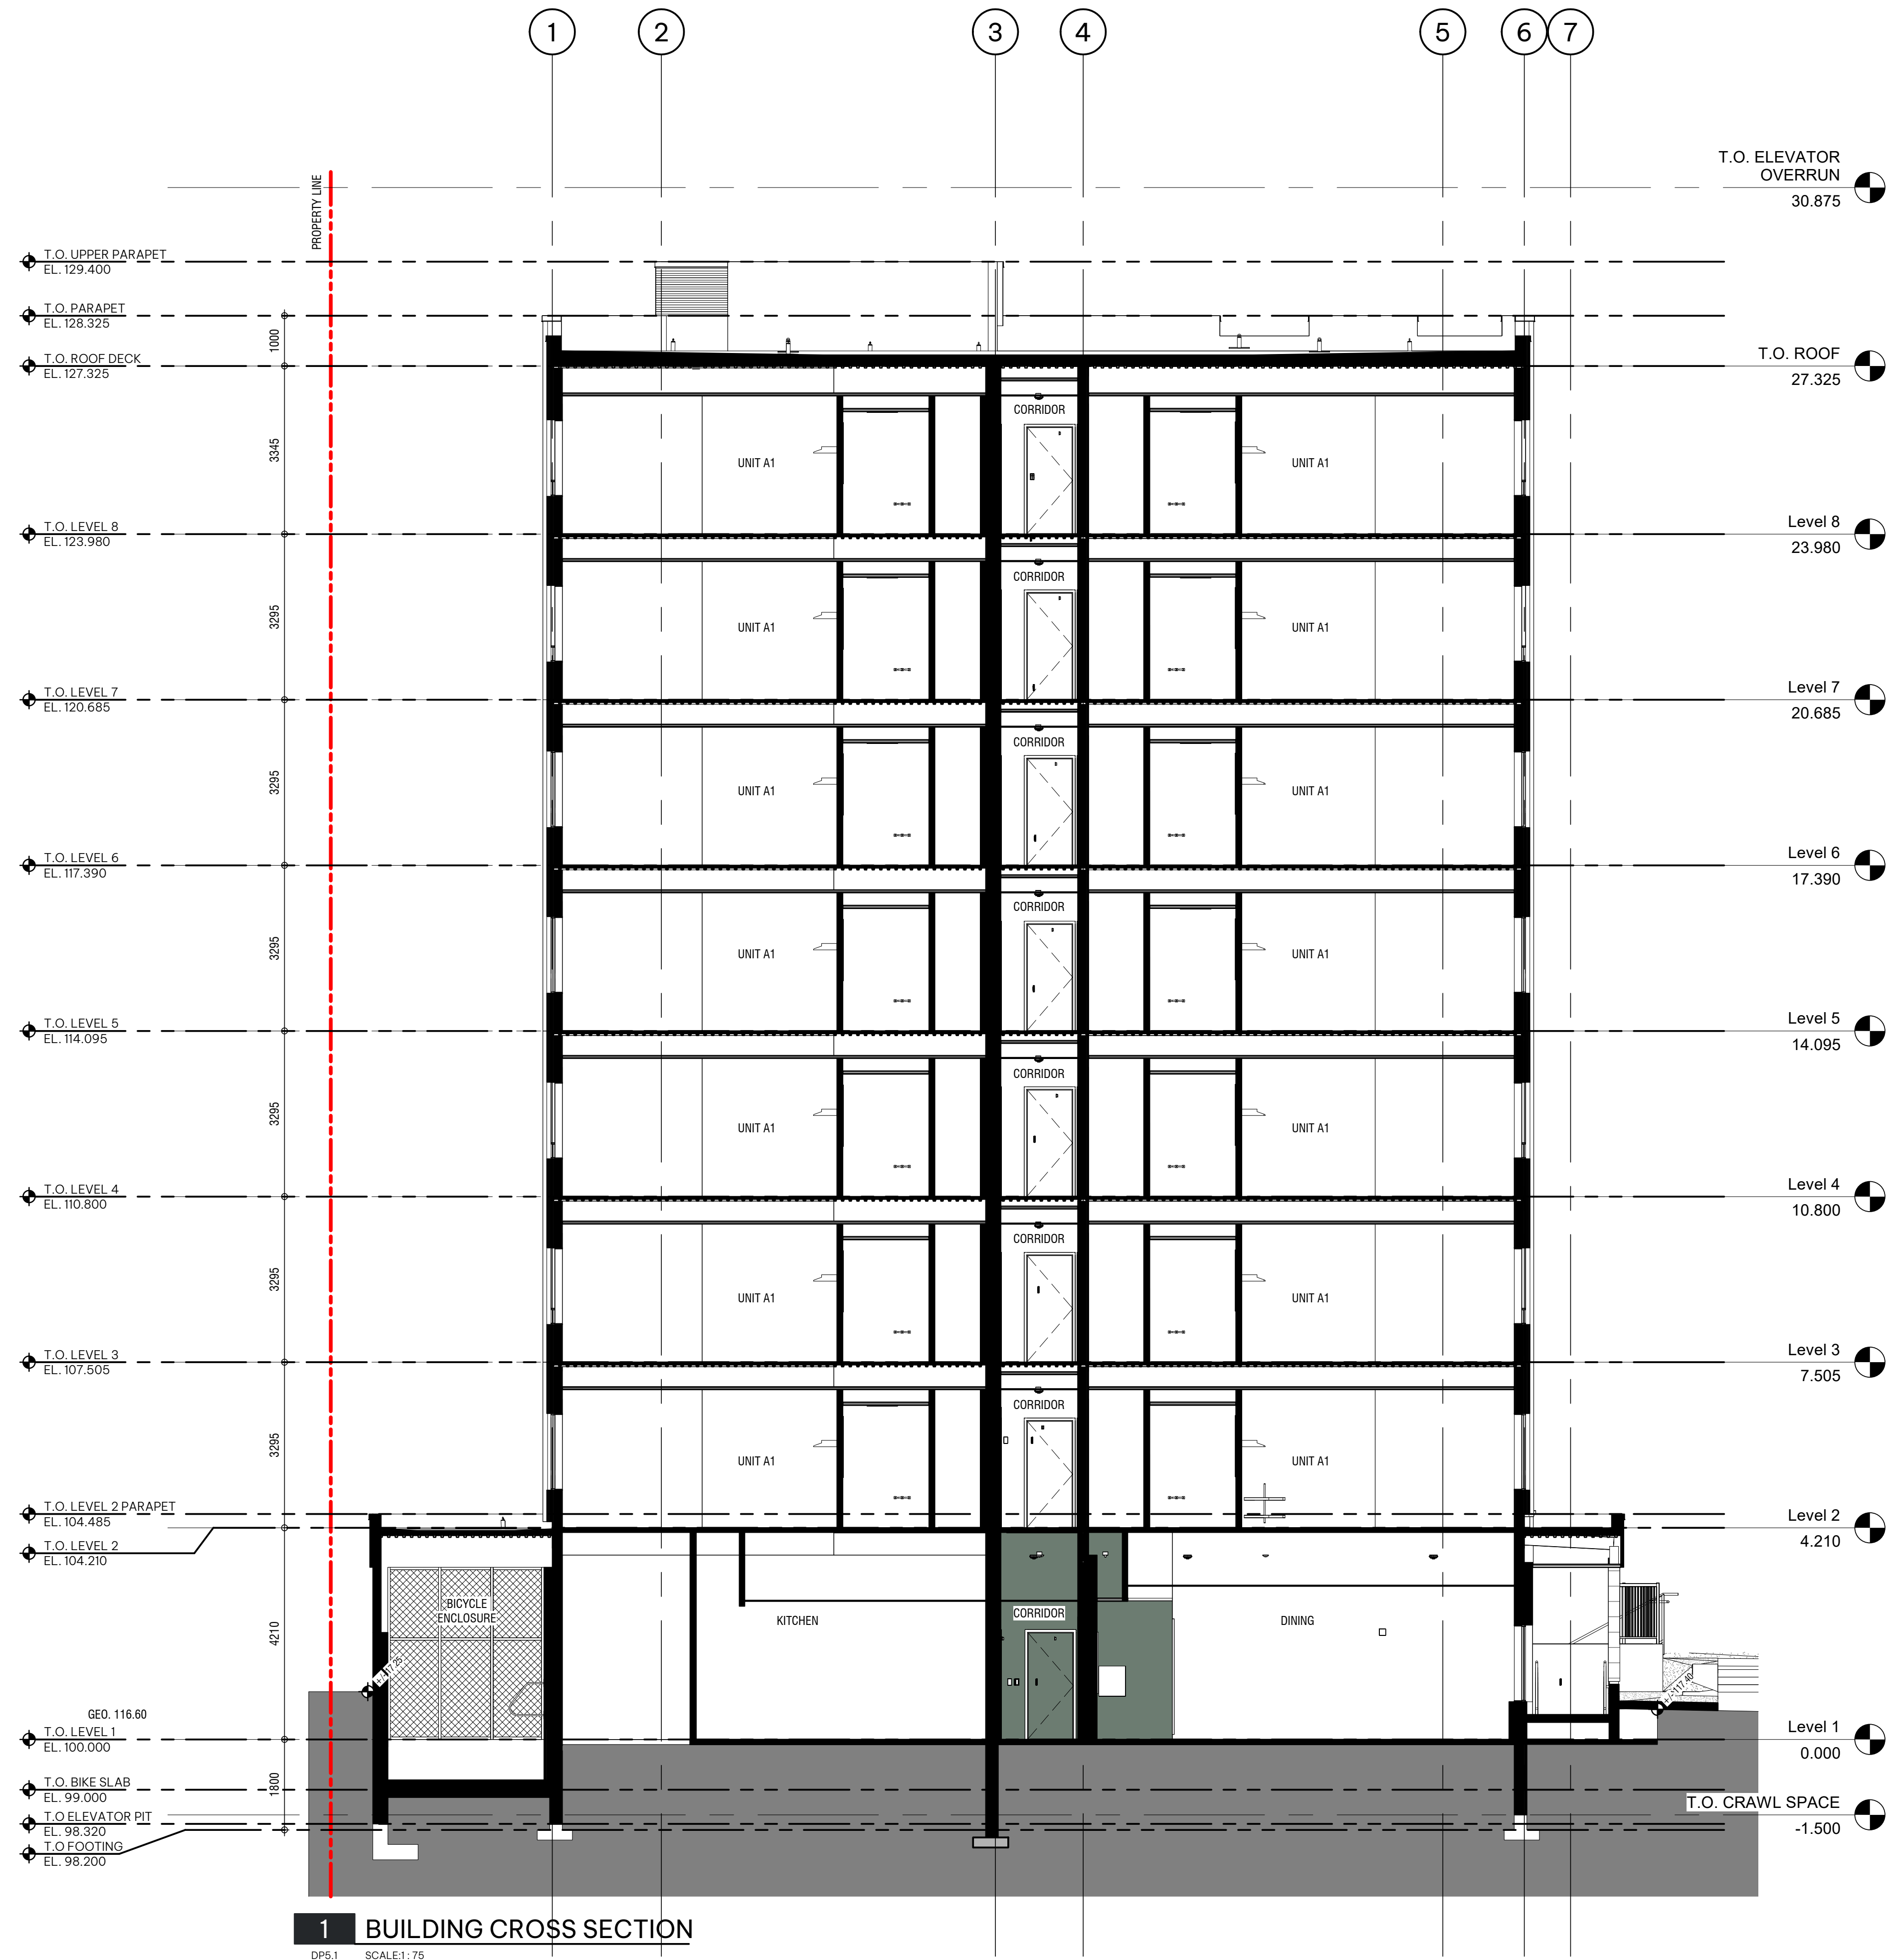 1 2 3 4 5 6 7
T.O. ELEVATOR
OVERRUN
30.875
PROPERTY LINE
T.O. UPPER PARAPET
EL. 129.400
T.O. PARAPET
EL. 128.325
1000
T.O. ROOF DECK
EL. 127.325
T.O. ROOF
27.325
CORRIDOR
3345
UNIT A1
UNIT A1
T.O. LEVEL 8
EL. 123.980
Level 8
23.980
CORRIDOR
3295
UNIT A1
UNIT A1
T.O. LEVEL 7
EL. 120.685
Level 7
20.685
CORRIDOR
3295
UNIT A1
UNIT A1
T.O. LEVEL 6
EL. 117.390
Level 6
17.390
CORRIDOR
3295
UNIT A1
UNIT A1
T.O. LEVEL 5
EL. 114.095
Level 5
14.095
CORRIDOR
3295
UNIT A1
UNIT A1
T.O. LEVEL 4
EL. 110.800
Level 4
10.800
CORRIDOR
3295
UNIT A1
UNIT A1
T.O. LEVEL 3
EL. 107.505
Level 3
7.505
CORRIDOR
3295
UNIT A1
UNIT A1
T.O. LEVEL 2 PARAPET
EL. 104.485
Level 2
4.210
T.O. LEVEL 2
EL. 104.210
BICYCLE
ENCLOSURE
KITCHEN
CORRIDOR
DINING
4210
+/-117.40
GEO. 116.60
T.O. LEVEL 1
EL. 100.000
Level 1
0.000
T.O. BIKE SLAB
EL. 99.000
1800
T.O ELEVATOR PIT
EL. 98.320
T.O. CRAWL SPACE
-1.500
T.O FOOTING
EL. 98.200
1 BUILDING CROSS SECTION
DP5.1 SCALE:1 : 75